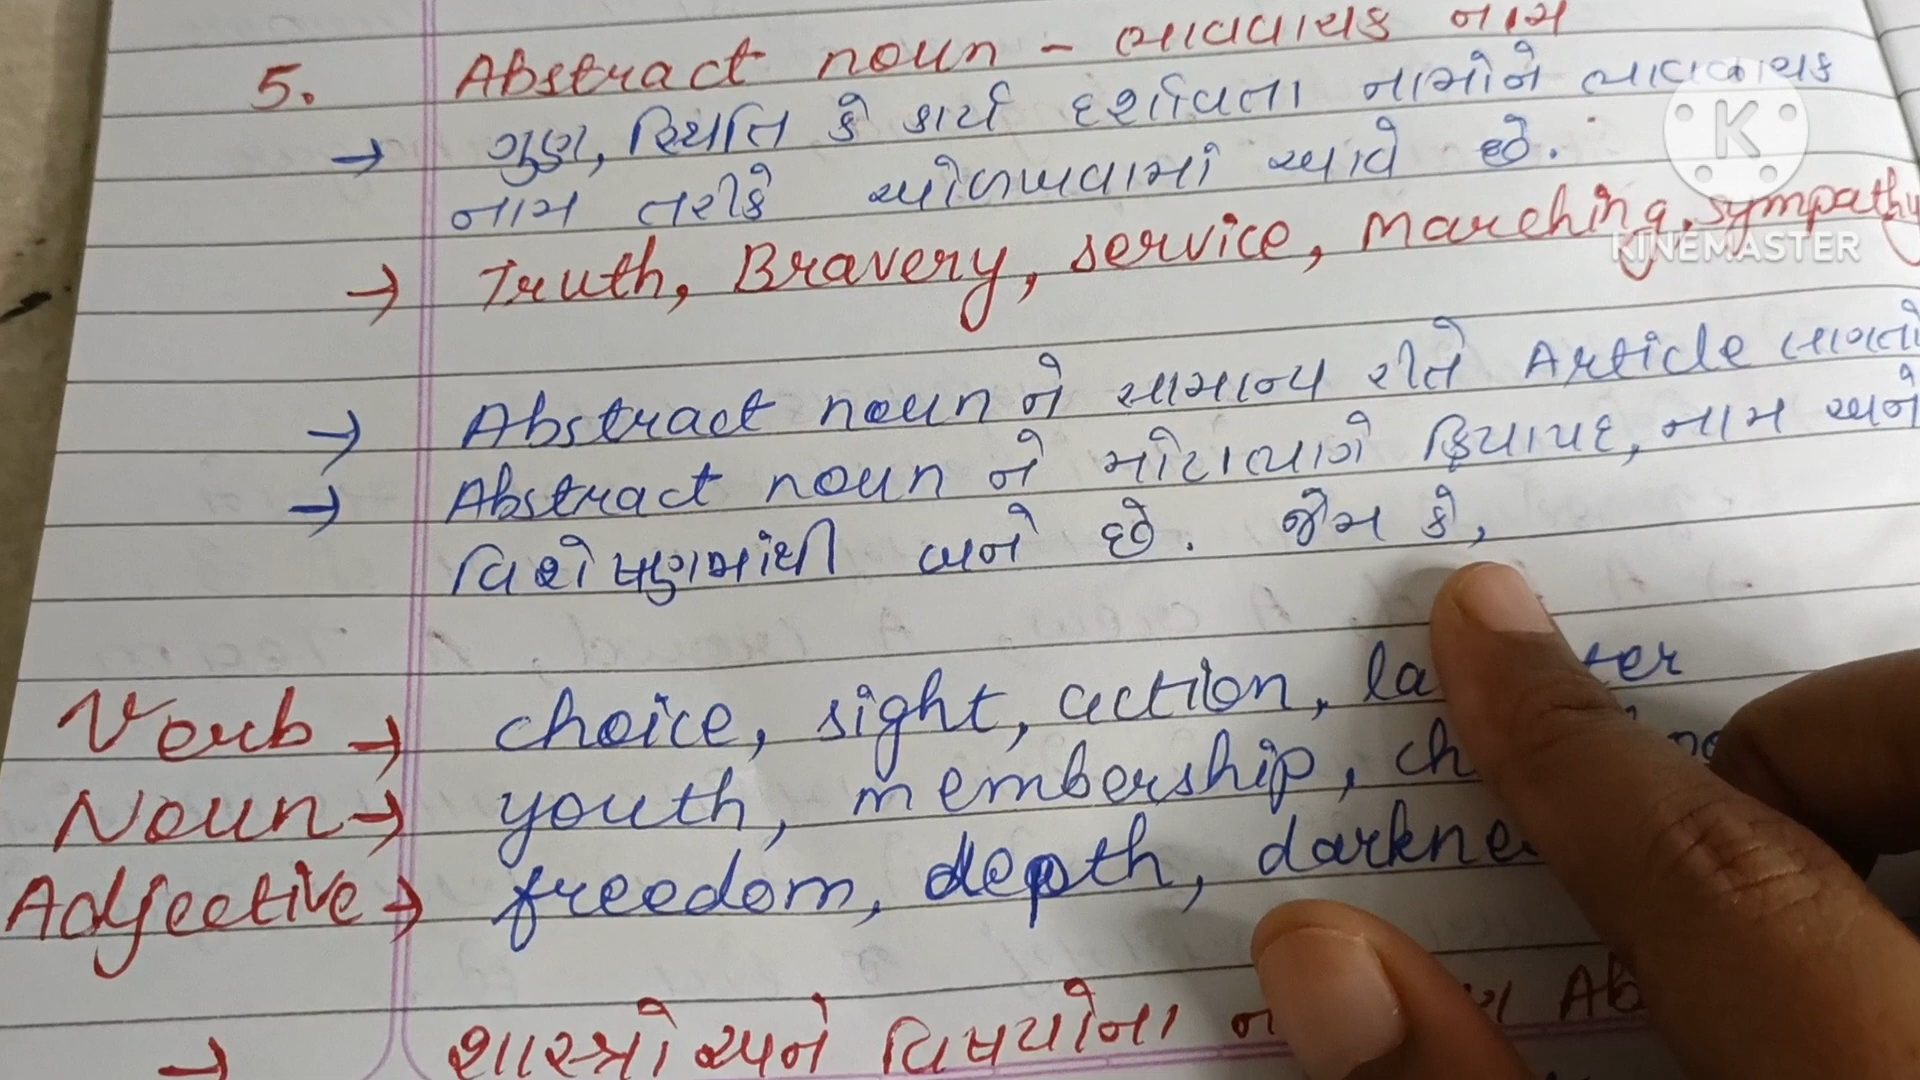 5. Abstract noun - ભાવવાચક નામ
→ ગુણ, સ્થિતિ કે કાર્ય દર્શાવતા નામોને ભાવવાચક
નામ તરીકે ઓળખવામાં આવે છે.
→ Truth, Bravery, service, Marching, sympathy
→ Abstract noun ને સામાન્ય રીતે Article લાગતો
→ Abstract noun ને મોટાભાગે ક્રિયાપદ, નામ અને
વિશેષણમાંથી બને છે. જેમ કે,
Verb → choice, sight, action,
Noun → youth, membership,
Adjective → freedom, depth,
→ શાસ્ત્રો અને વિષયોના
K
KINEMASTER